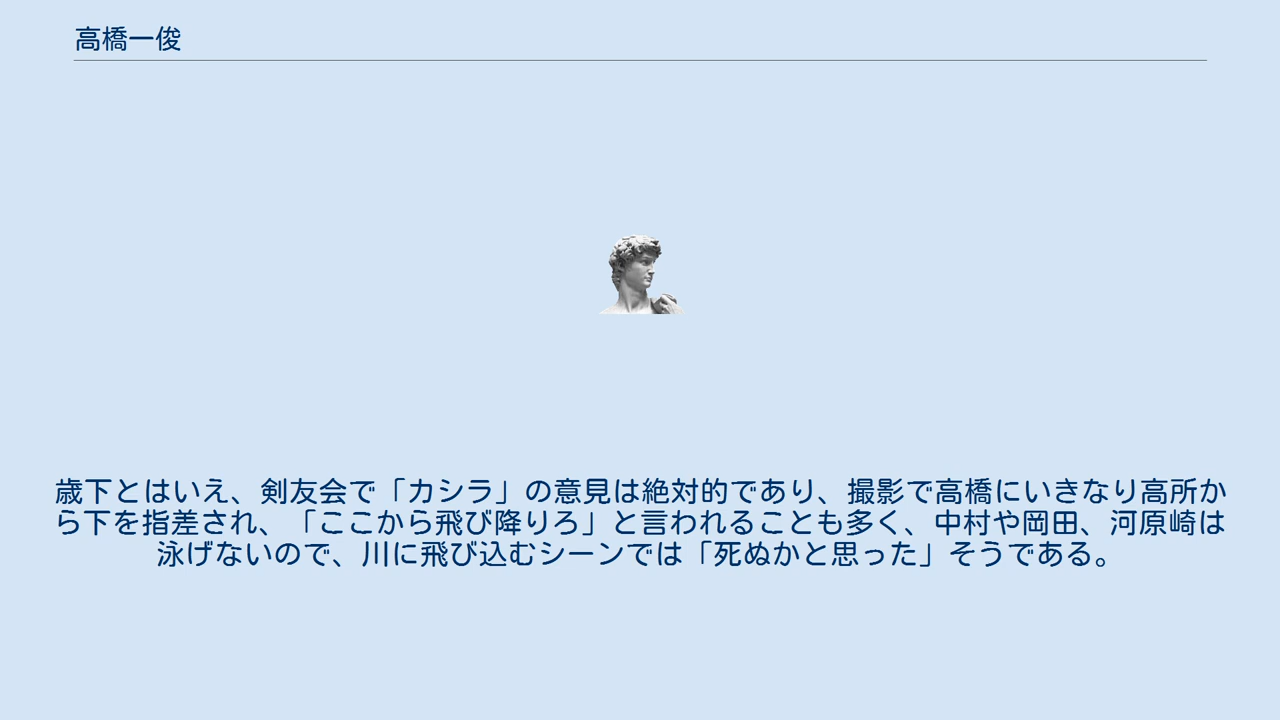 高橋一俊
歳下とはいえ、剣友会で「カシラ」の意見は絶対的であり、撮影で高橋にいきなり高所か
ら下を指差され、「ここから飛び降りろ」と言われることも多く、中村や岡田、河原崎は
泳げないので、川に飛び込むシーンでは「死ぬかと思った」そうである。